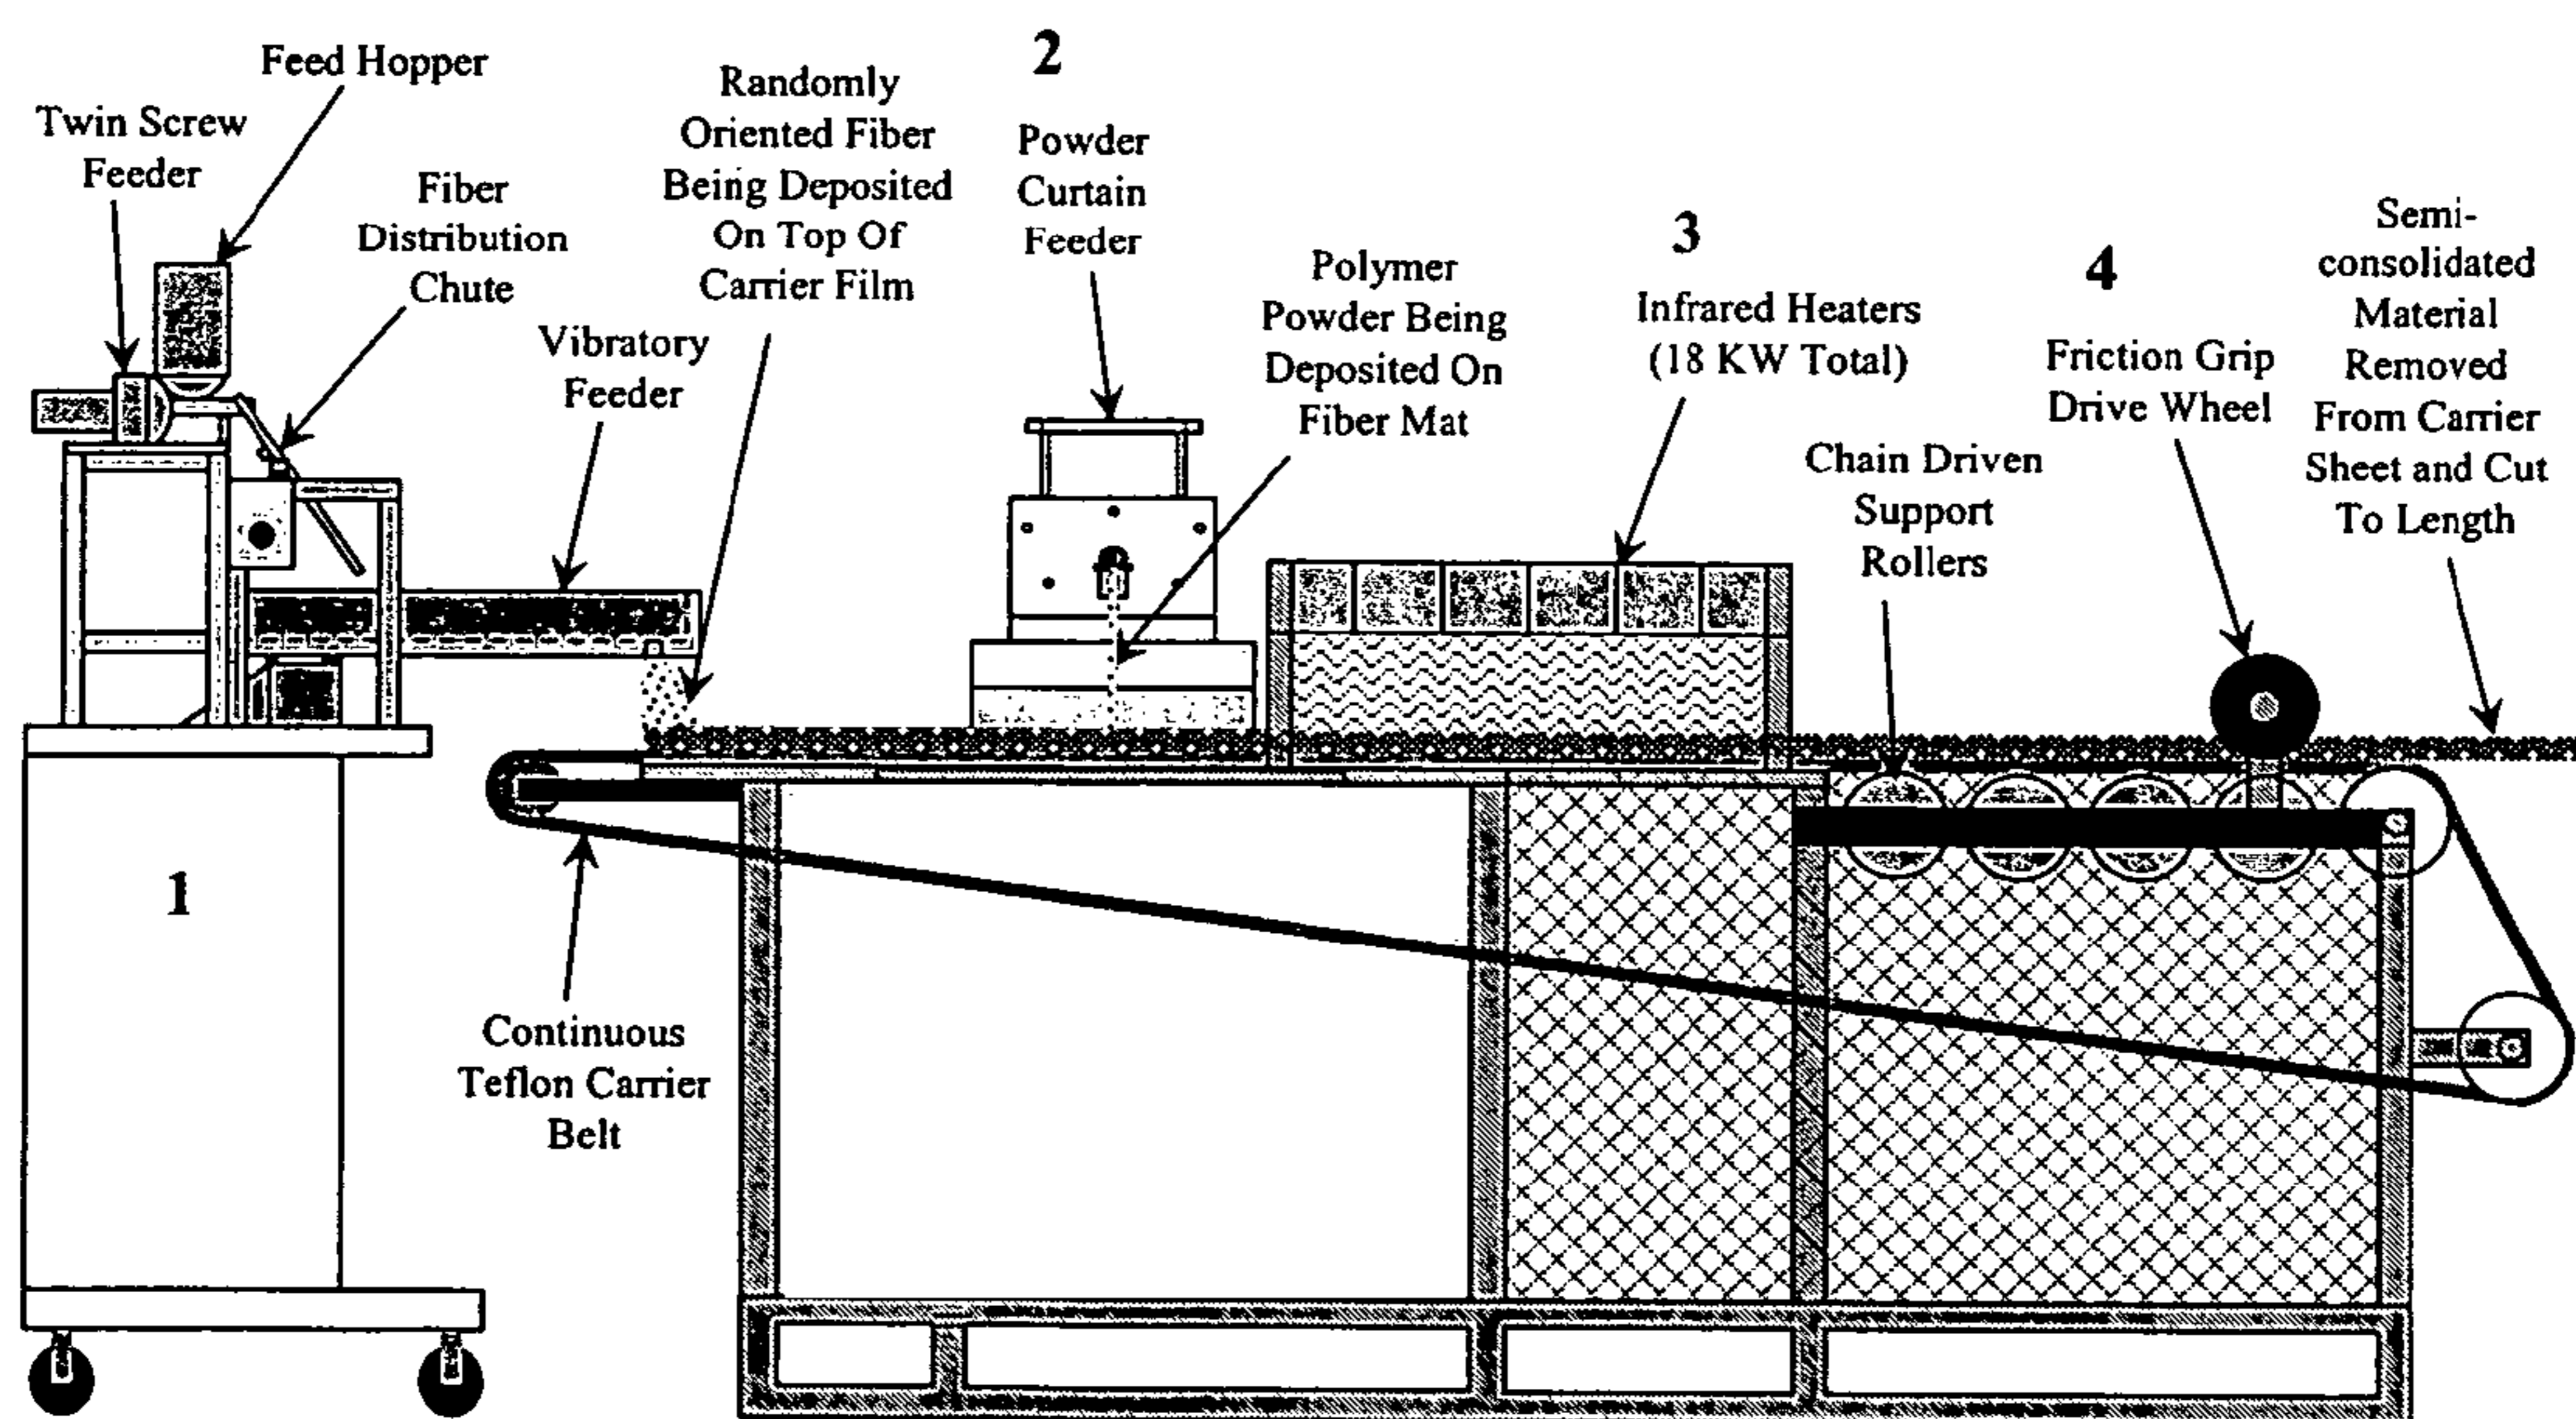 Feed Hopper
Twin Screw
Feeder
Fiber
Distribution
Chute
Vibratory
Feeder
Randomly
Oriented Fiber
Being Deposited
On Top Of
Carrier Film
2
Powder
Curtain
Feeder
Polymer
Powder Being
Deposited On
Fiber Mat
3
Infrared Heaters
(18 KW Total)
Chain Driven
Support
Rollers
4
Friction Grip
Drive Wheel
Semi-
consolidated
Material
Removed
From Carrier
Sheet and Cut
To Length
1
Continuous
Teflon Carrier
Belt